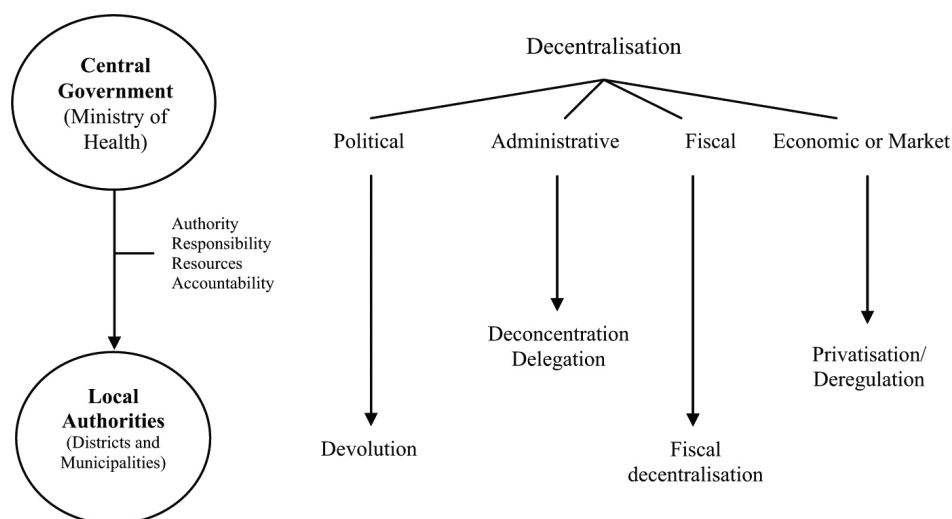 Central
Government
(Ministry of
Health)
Authority
Responsibility
Resources
Accountability
Local
Authorities
(Districts and
Municipalities)
Decentralisation
Political
Administrative
Fiscal
Economic or Market
Deconcentration
Delegation
Privatisation/
Deregulation
Devolution
Fiscal
decentralisation